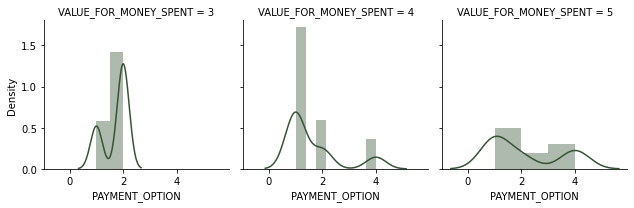 VALUE_FOR_MONEY_SPENT = 3
VALUE_FOR_MONEY_SPENT = 4
VALUE_FOR_MONEY_SPENT = 5
Density
1.5
1.0
0.5
0.0
0 2 4
0 2 4
0 2 4
PAYMENT_OPTION
PAYMENT_OPTION
PAYMENT_OPTION